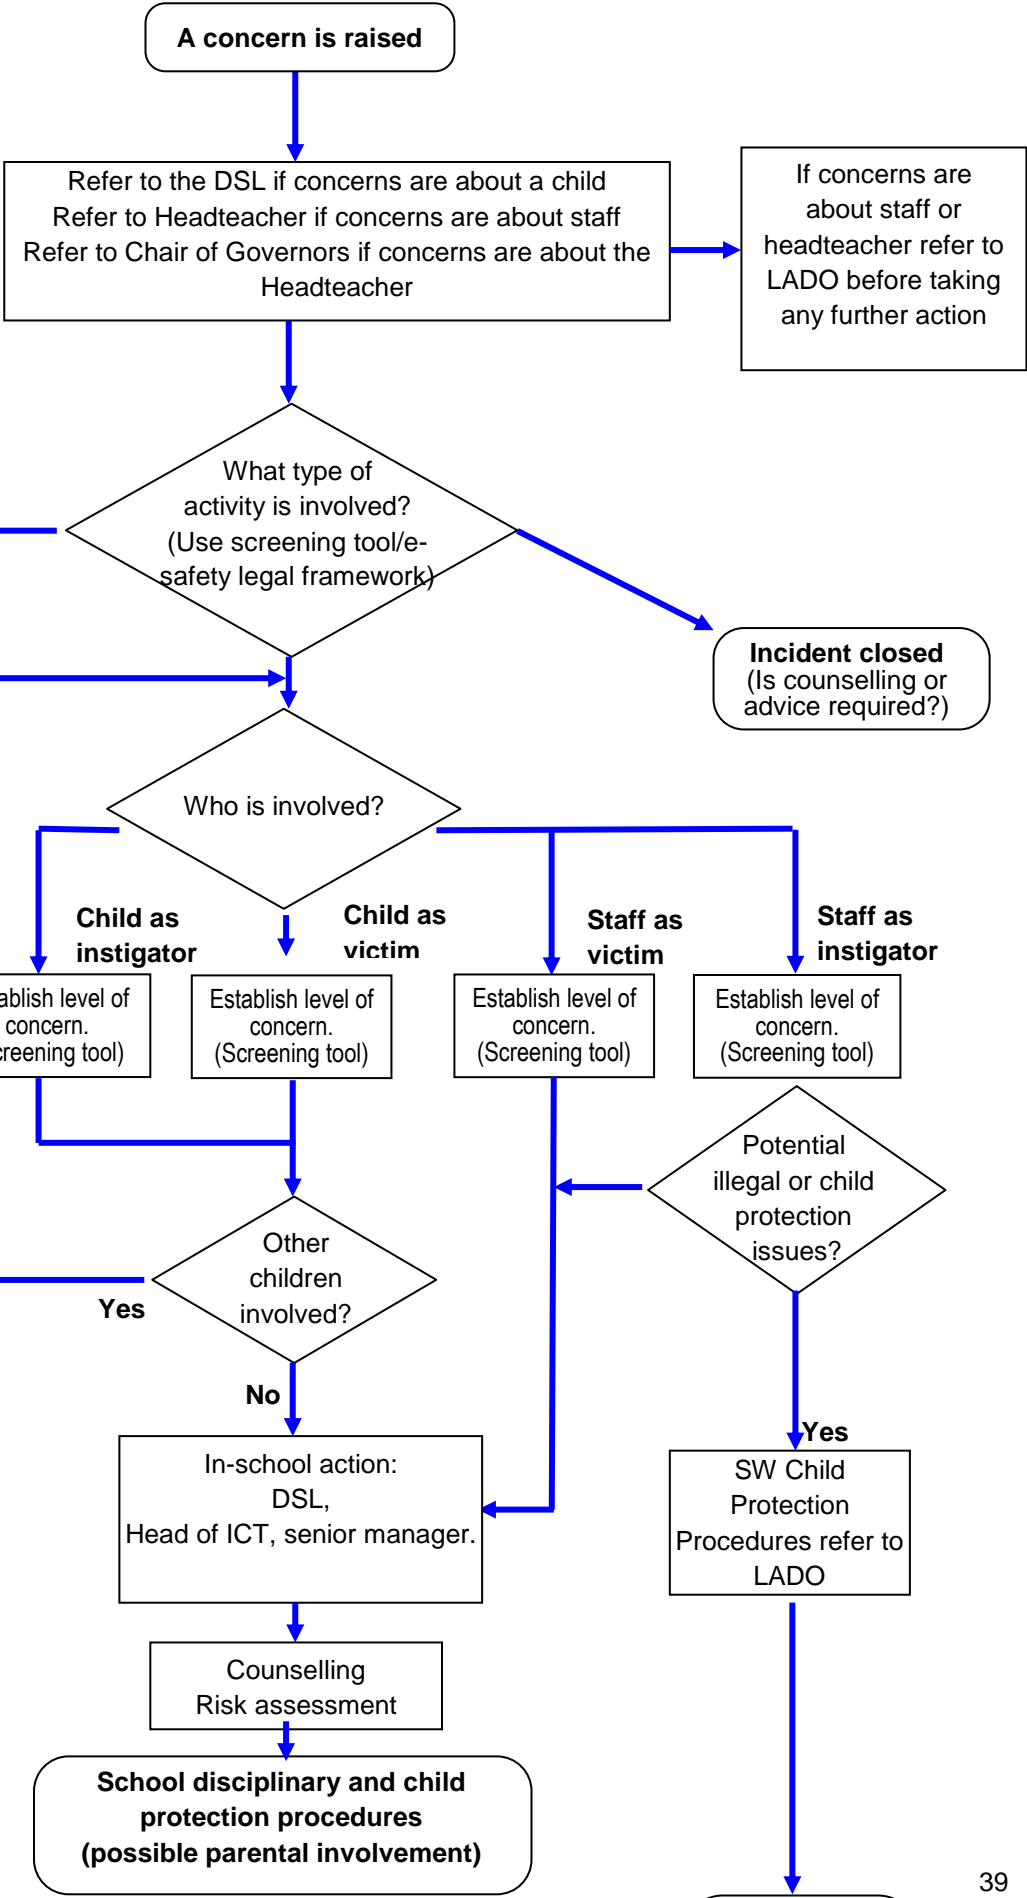 A concern is raised
Refer to the DSL if concerns are about a child
Refer to Headteacher if concerns are about staff
Refer to Chair of Governors if concerns are about the
Headteacher
If concerns are
about staff or
headteacher refer to
LADO before taking
any further action
What type of
activity is involved?
(Use screening tool/e-
safety legal framework)
Incident closed
(Is counselling or
advice required?)
Who is involved?
Child as
instigator
Child as
victim
Staff as
victim
Staff as
instigator
level of
concern.
tool)
Establish level of
concern.
(Screening tool)
Establish level of
concern.
(Screening tool)
Establish level of
concern.
(Screening tool)
Potential
illegal or child
protection
issues?
Other
children
involved?
Yes
No
Yes
In-school action:
DSL,
Head of ICT, senior manager.
SW Child
Protection
Procedures refer to
LADO
Counselling
Risk assessment
School disciplinary and child
protection procedures
(possible parental involvement)
39